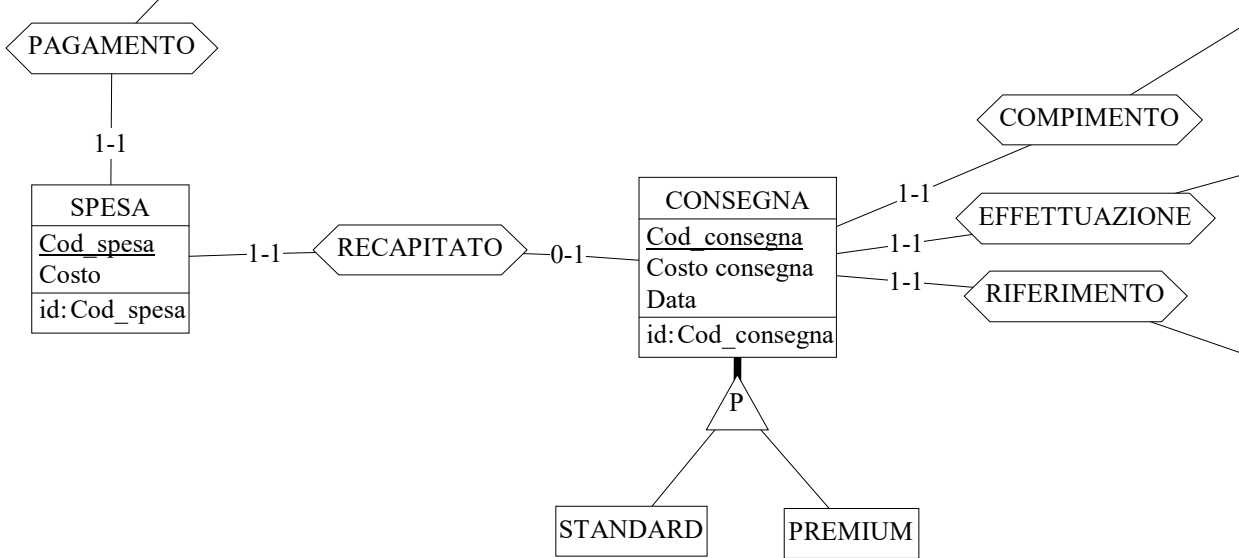 PAGAMENTO
1-1
SPESA
Cod_spesa
Costo
id:Cod_spesa
1-1
RECAPITATO
0-1
CONSEGNA
Cod_consegna
Costo consegna
Data
id:Cod_consegna
1-1
COMPIMENTO
1-1
EFFETTUAZIONE
1-1
RIFERIMENTO
P
STANDARD
PREMIUM